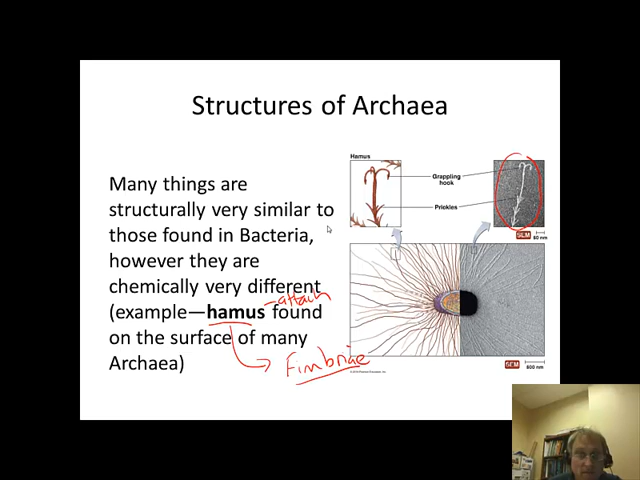 Structures of Archaea
Many things are
structurally very similar to
those found in Bacteria,
however they are
chemically very different
-attach
(example—hamus found
on the surface of many
Archaea)
Fimbriae
Hamus
Grappling
hook
Prickles
SEM
60 nm
SEM
500 nm